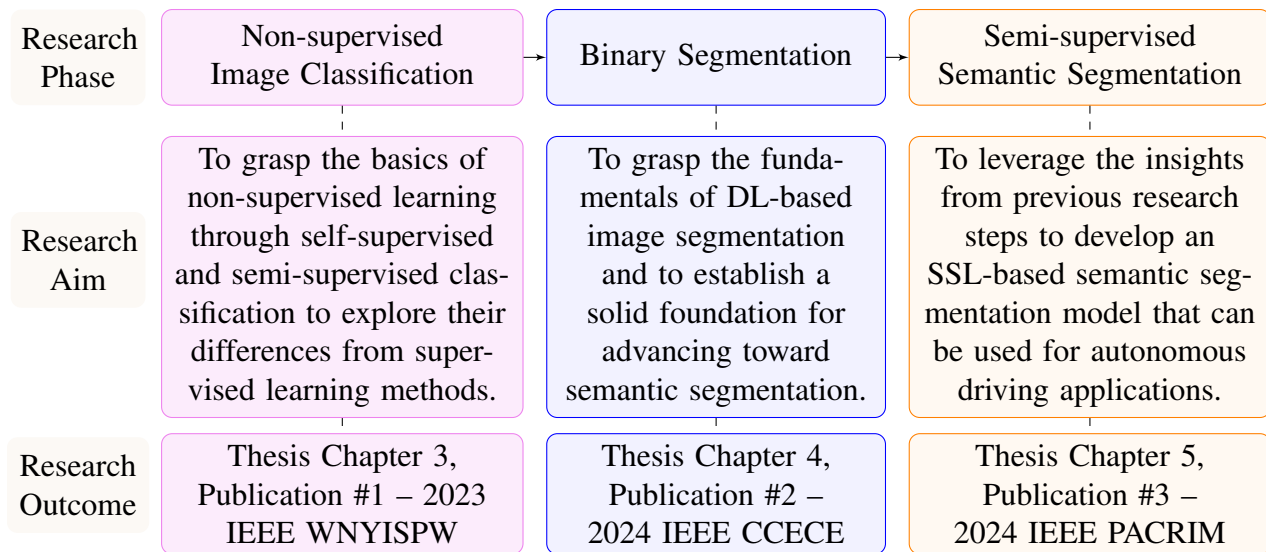 Research
Phase
Non-supervised
Image Classification
Binary Segmentation
Semi-supervised
Semantic Segmentation
Research
Aim
To grasp the basics of
non-supervised learning
through self-supervised
and semi-supervised clas-
sification to explore their
differences from super-
vised learning methods.
To grasp the funda-
mentals of DL-based
image segmentation
and to establish a
solid foundation for
advancing toward
semantic segmentation.
To leverage the insights
from previous research
steps to develop an
SSL-based semantic seg-
mentation model that can
be used for autonomous
driving applications.
Research
Outcome
Thesis Chapter 3,
Publication #1 – 2023
IEEE WNYISPW
Thesis Chapter 4,
Publication #2 –
2024 IEEE CCECE
Thesis Chapter 5,
Publication #3 –
2024 IEEE PACRIM